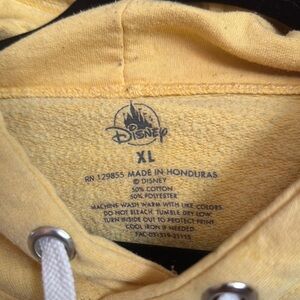 Disney
XL
RN 129855 MADE IN HONDURAS
© DISNEY
50% COTTON
50% POLYESTER
MACHINE WASH WARM WITH LIKE COLORS
DO NOT BLEACH TUMBLE DRY LOW
TURN INSIDE OUT TO PROTECT PRINT
COOL IRON IF NEEDED